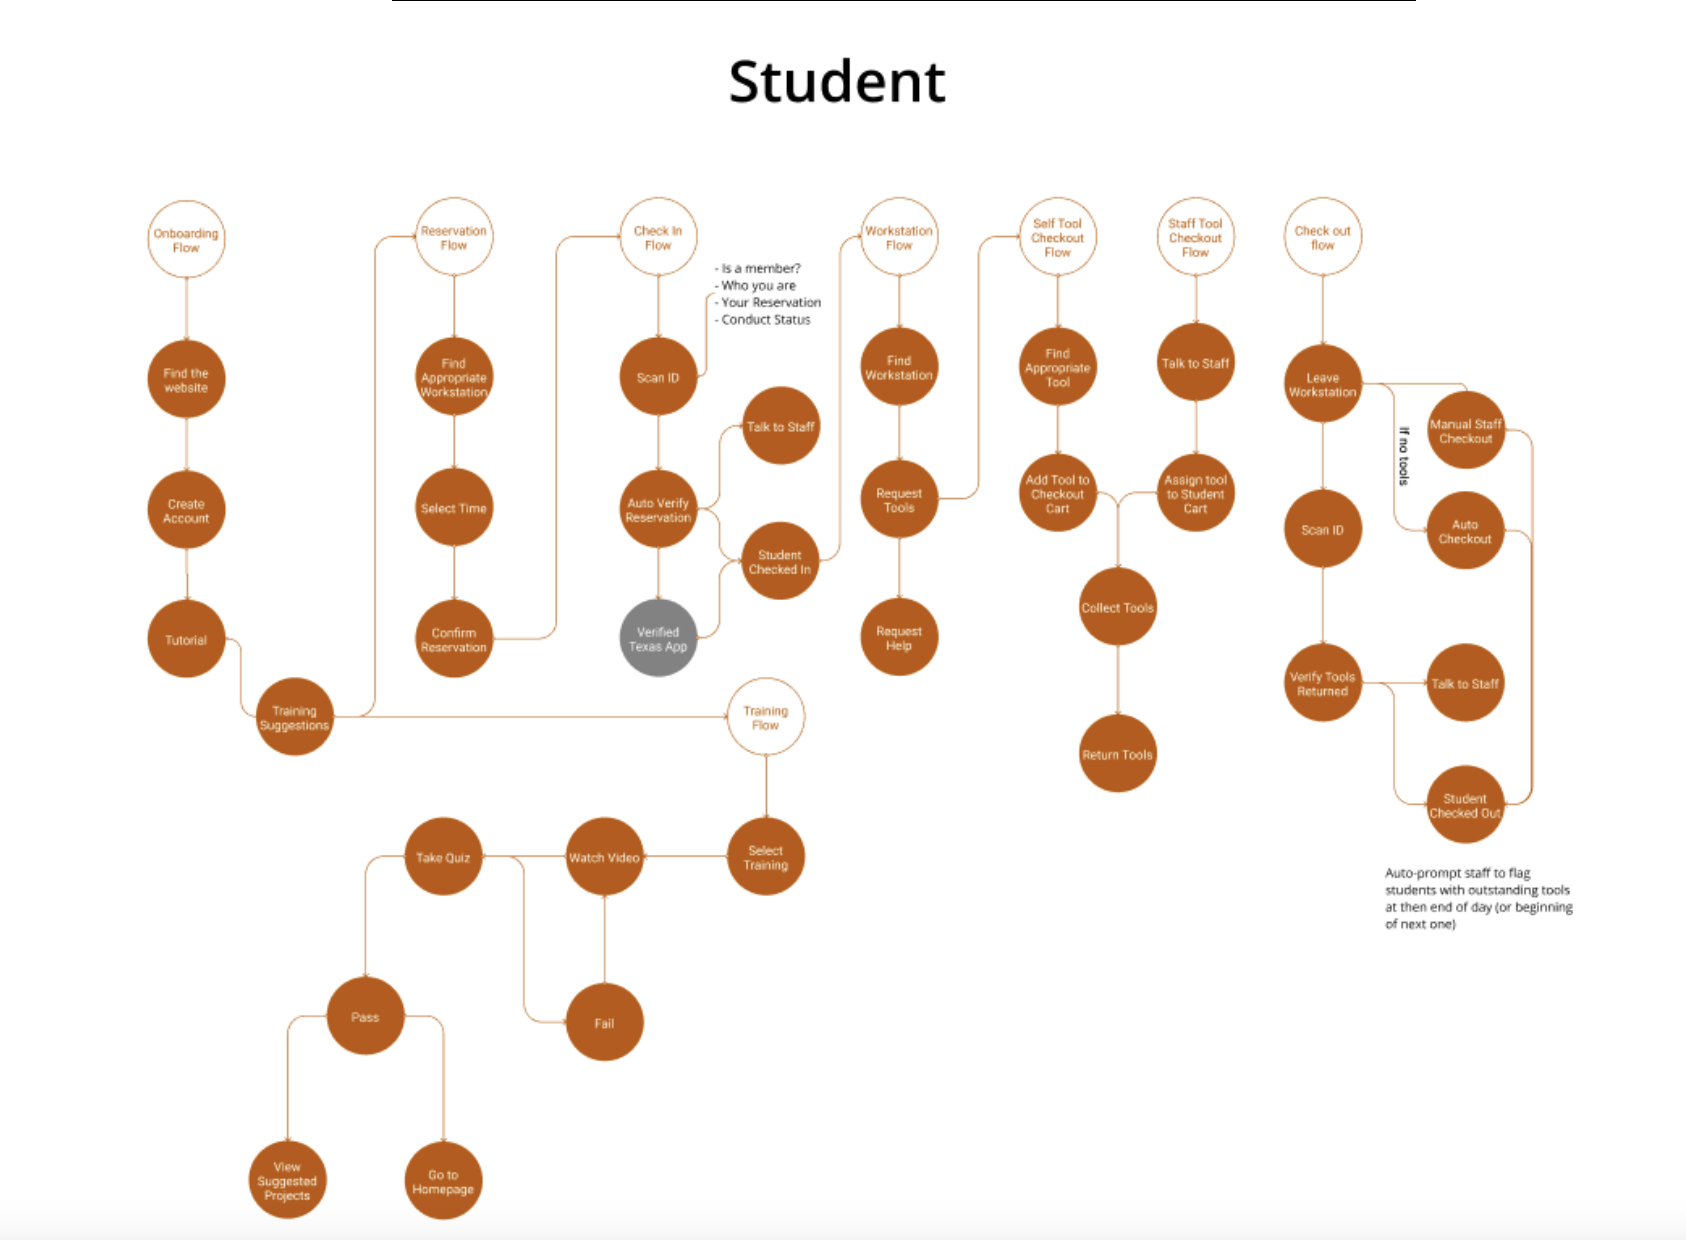 Student
Onboarding
Flow
Find the
website
Create
Account
Tutorial
Training
Suggestions
Reservation
Flow
Find
Appropriate
Workstation
Select Time
Confirm
Reservation
Check In
Flow
- Is a member?
- Who you are
- Your Reservation
- Conduct Status
Scan ID
Talk to Staff
Auto Verify
Reservation
Student
Checked In
Verified
Texas App
Workstation
Flow
Find
Workstation
Request
Tools
Request
Help
Self Tool
Checkout
Flow
Find
Appropriate
Tool
Add Tool to
Checkout
Cart
Staff Tool
Checkout
Flow
Talk to Staff
Assign tool
to Student
Cart
Collect Tools
Return Tools
Check out
flow
Leave
Workstation
Manual Staff
Checkout
If no tools
Auto
Checkout
Scan ID
Verify Tools
Returned
Talk to Staff
Student
Checked Out
Auto-prompt staff to flag
students with outstanding tools
at then end of day (or beginning
of next one)
Training
Flow
Select
Training
Watch Video
Take Quiz
Pass
Fail
View
Suggested
Projects
Go to
Homepage